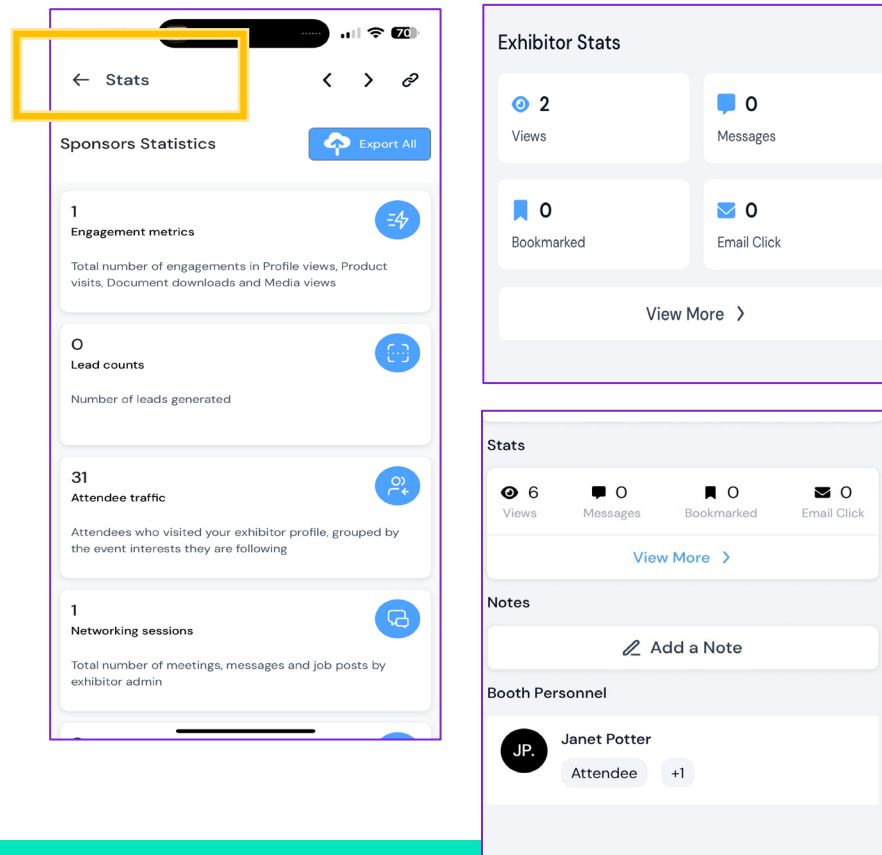 70
Stats
Sponsors Statistics
Export All
1
Engagement metrics
Total number of engagements in Profile views, Product
visits, Document downloads and Media views
0
Lead counts
Number of leads generated
31
Attendee traffic
Attendees who visited your exhibitor profile, grouped by
the event interests they are following
1
Networking sessions
Total number of meetings, messages and job posts by
exhibitor admin
Exhibitor Stats
2
Views
0
Messages
0
Bookmarked
0
Email Click
View More
Stats
6 0 0 0
Views Messages Bookmarked Email Click
View More
Notes
Add a Note
Booth Personnel
JP.
Janet Potter
Attendee +1